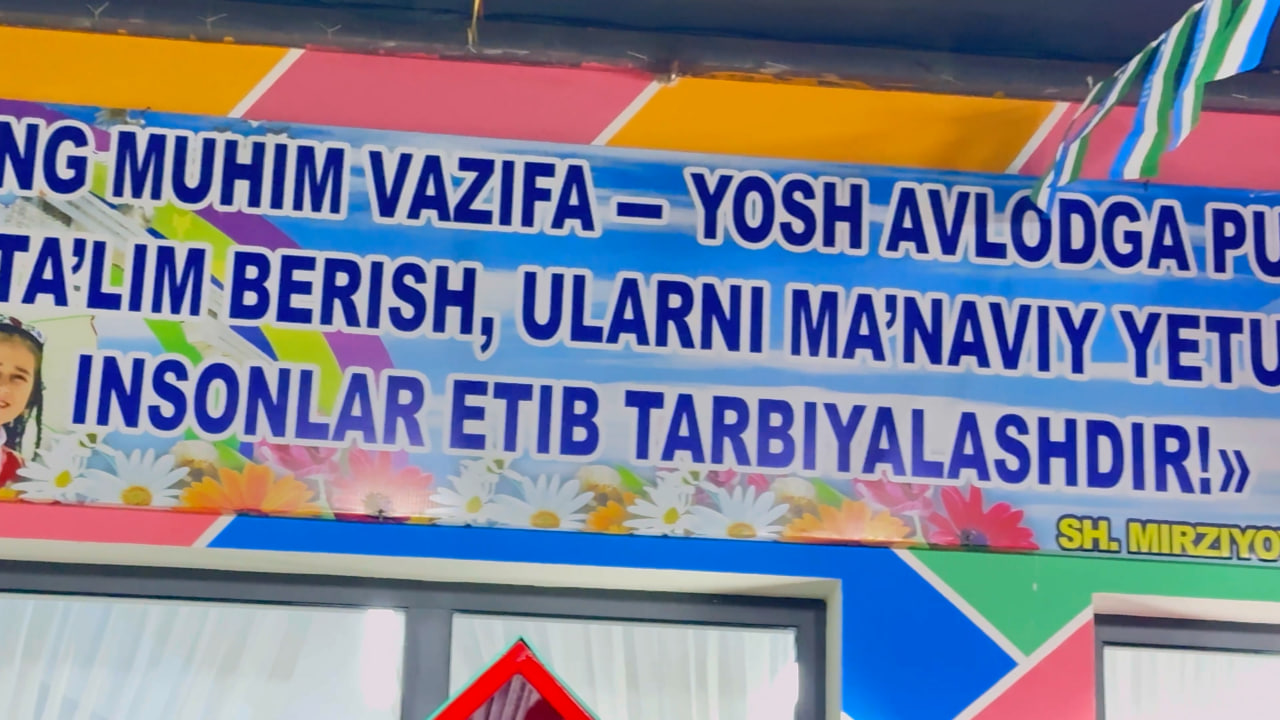 NG MUHIM VAZIFA – YOSH AVLODGA PU
TA’LIM BERISH, ULARNI MA’NAVIY YETU
INSONLAR ETIB TARBIYALASHDIR!»
SH. MIRZIYO